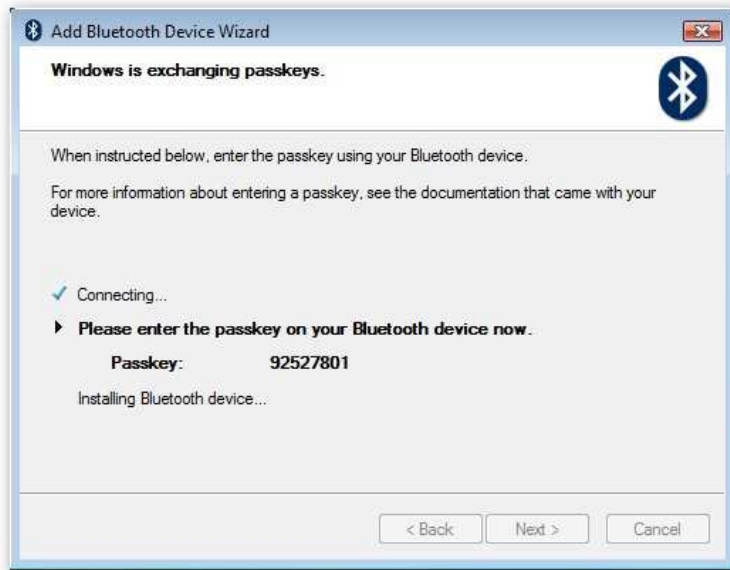 Add Bluetooth Device Wizard
Windows is exchanging passkeys.
When instructed below, enter the passkey using your Bluetooth device.
For more information about entering a passkey, see the documentation that came with your
device.
Connecting...
Please enter the passkey on your Bluetooth device now.
Passkey: 92527801
Installing Bluetooth device...
< Back Next > Cancel